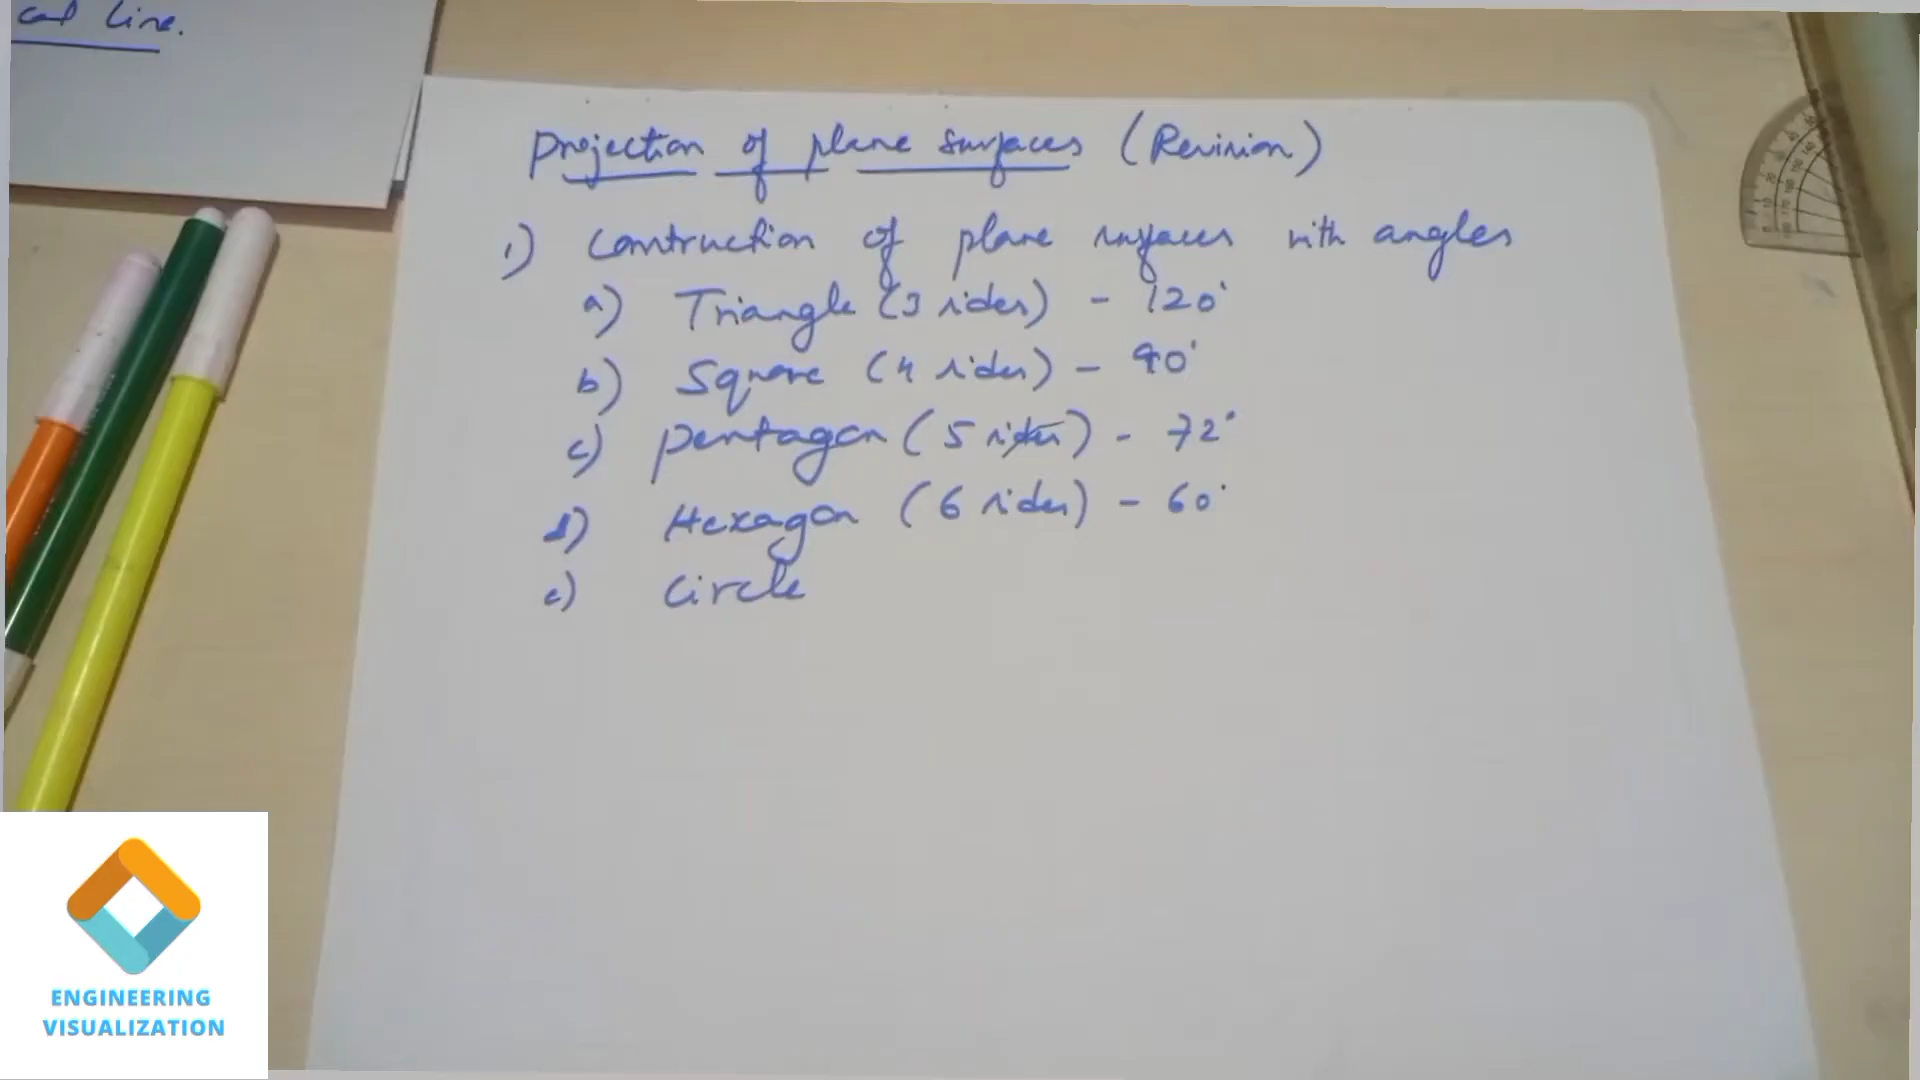 cal line.
Projection of plane surfaces (Revision)
1) Construction of plane surfaces with angles
a) Triangle (3 sides) - 120°
b) Square (4 sides) - 90°
c) pentagon (5 sides) - 72°
d) Hexagon (6 sides) - 60°
e) Circle
ENGINEERING
VISUALIZATION